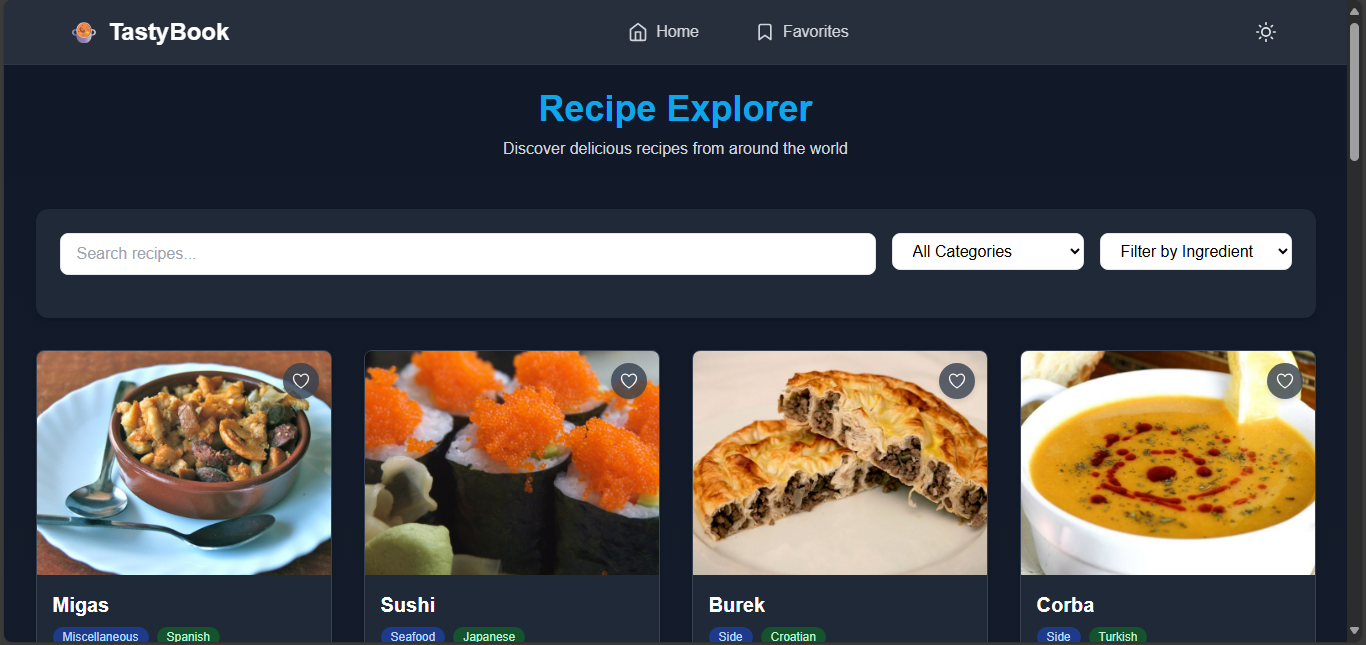 TastyBook
Home
Favorites
Recipe Explorer
Discover delicious recipes from around the world
Search recipes...
All Categories
Filter by Ingredient
Migas
Miscellaneous Spanish
Sushi
Seafood Japanese
Burek
Side Croatian
Corba
Side Turkish